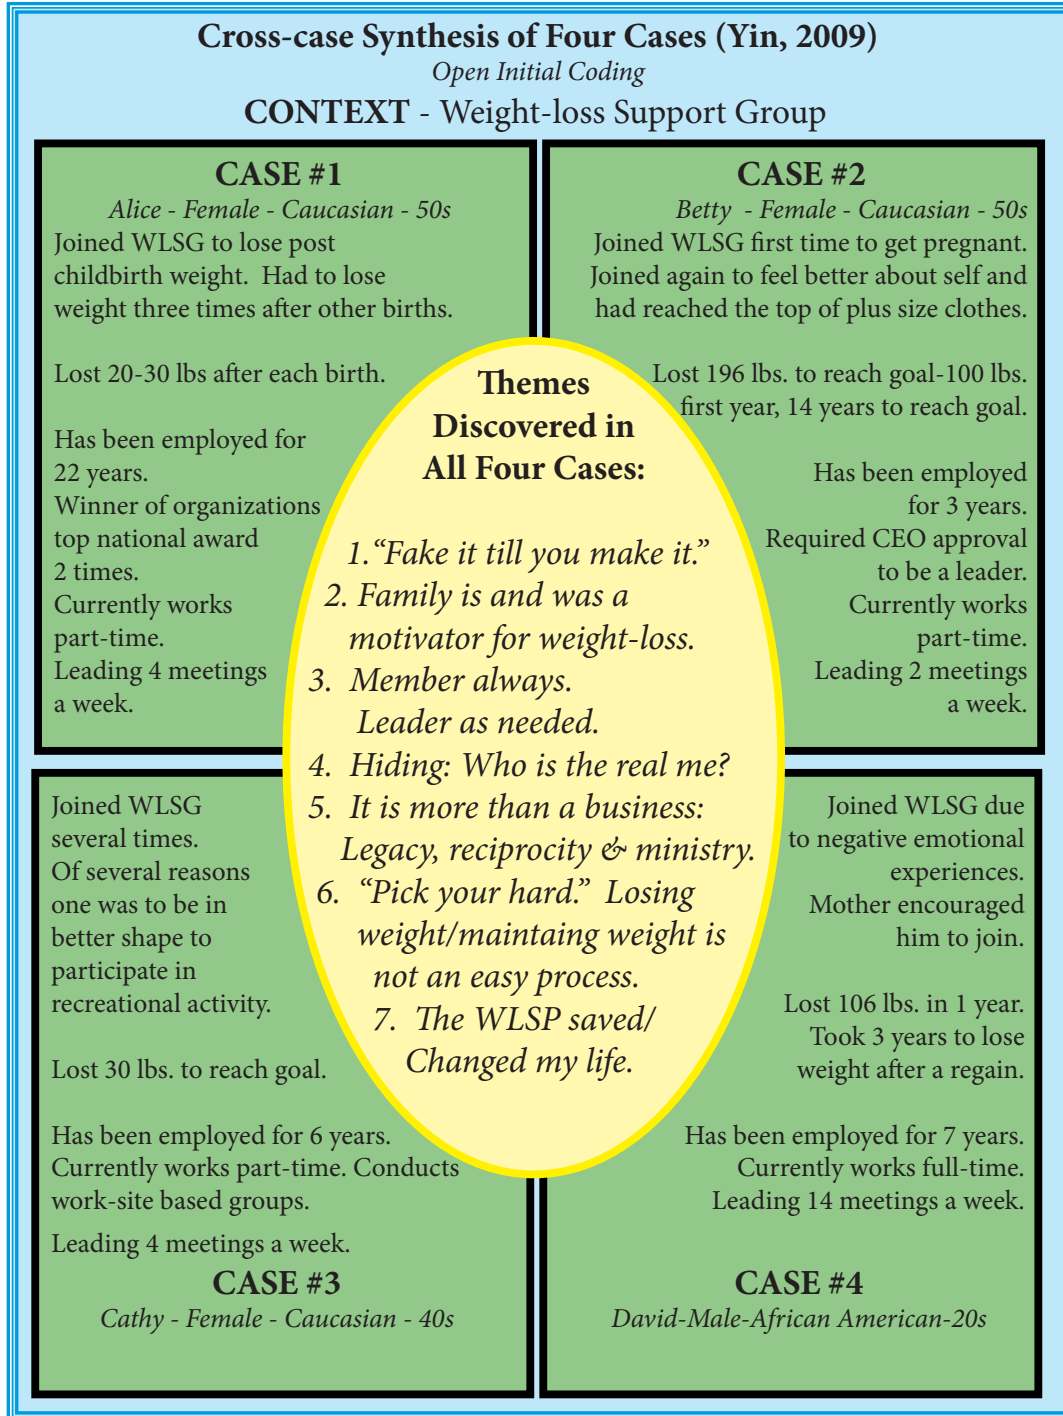 Cross-case Synthesis of Four Cases (Yin, 2009)
Open Initial Coding
CONTEXT - Weight-loss Support Group
CASE #1
Alice - Female - Caucasian - 50s
Joined WLSG to lose post
childbirth weight.  Had to lose
weight three times after other births.
Lost 20-30 lbs after each birth.
Has been employed for
22 years.
Winner of organizations
top national award
2 times.
Currently works
part-time.
Leading 4 meetings
a week.
CASE #2
Betty  - Female - Caucasian - 50s
Joined WLSG first time to get pregnant.
Joined again to feel better about self and
had reached the top of plus size clothes.
Lost 196 lbs. to reach goal-100 lbs.
first year, 14 years to reach goal.
Has been employed
for 3 years.
Required CEO approval
to be a leader.
Currently works
part-time.
Leading 2 meetings
a week.
Themes
Discovered in
All Four Cases:
1.“Fake it till you make it.”
2. Family is and was a
motivator for weight-loss.
3.  Member always.
Leader as needed.
4.  Hiding: Who is the real me?
5.  It is more than a business:
Legacy, reciprocity & ministry.
6.  “Pick your hard.”  Losing
weight/maintaing weight is
not an easy process.
7.  The WLSP saved/
Changed my life.
Joined WLSG
several times.
Of several reasons
one was to be in
better shape to
participate in
recreational activity.
Lost 30 lbs. to reach goal.
Has been employed for 6 years.
Currently works part-time. Conducts
work-site based groups.
Leading 4 meetings a week.
CASE #3
Cathy - Female - Caucasian - 40s
Joined WLSG due
to negative emotional
experiences.
Mother encouraged
him to join.
Lost 106 lbs. in 1 year.
Took 3 years to lose
weight after a regain.
Has been employed for 7 years.
Currently works full-time.
Leading 14 meetings a week.
CASE #4
David-Male-African American-20s